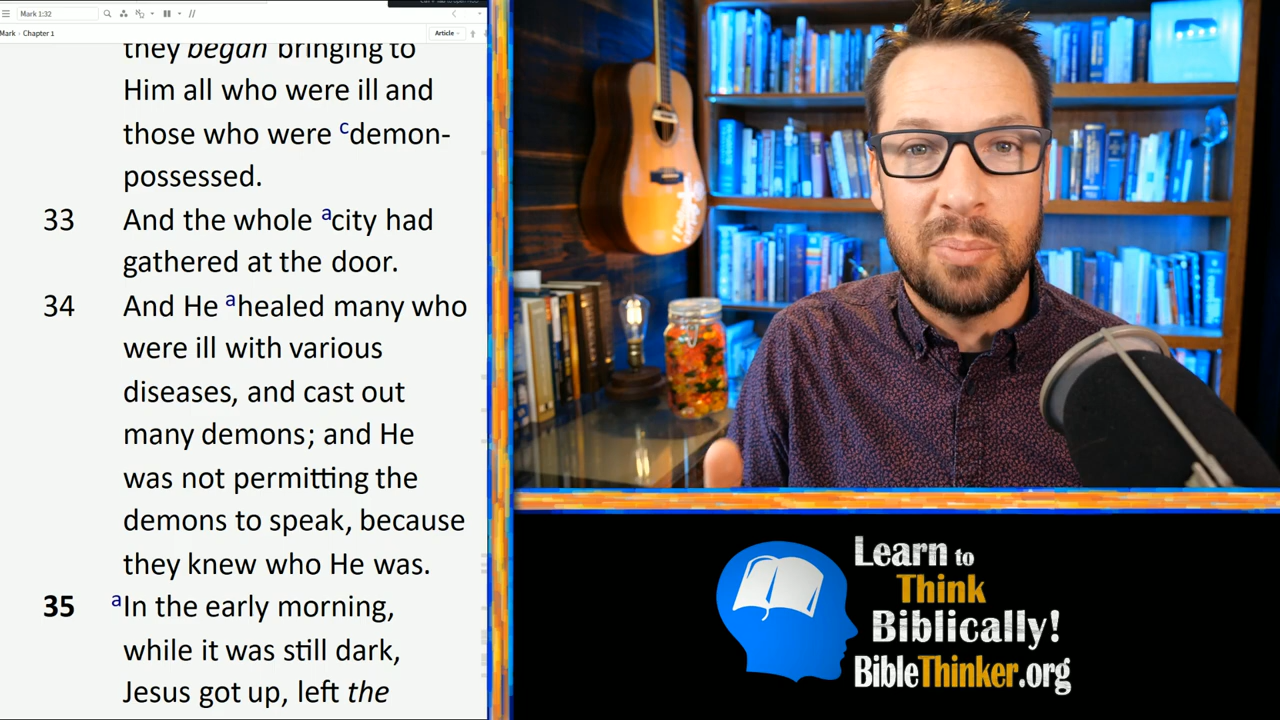 Mark 1:32
Mark › Chapter 1
Article
they began bringing to
Him all who were ill and
those who were cdemon-
possessed.
33 And the whole acity had
gathered at the door.
34 And He ahealed many who
were ill with various
diseases, and cast out
many demons; and He
was not permitting the
demons to speak, because
they knew who He was.
35 aIn the early morning,
while it was still dark,
Jesus got up, left the
Learn to
Think
Biblically!
BibleThinker.org